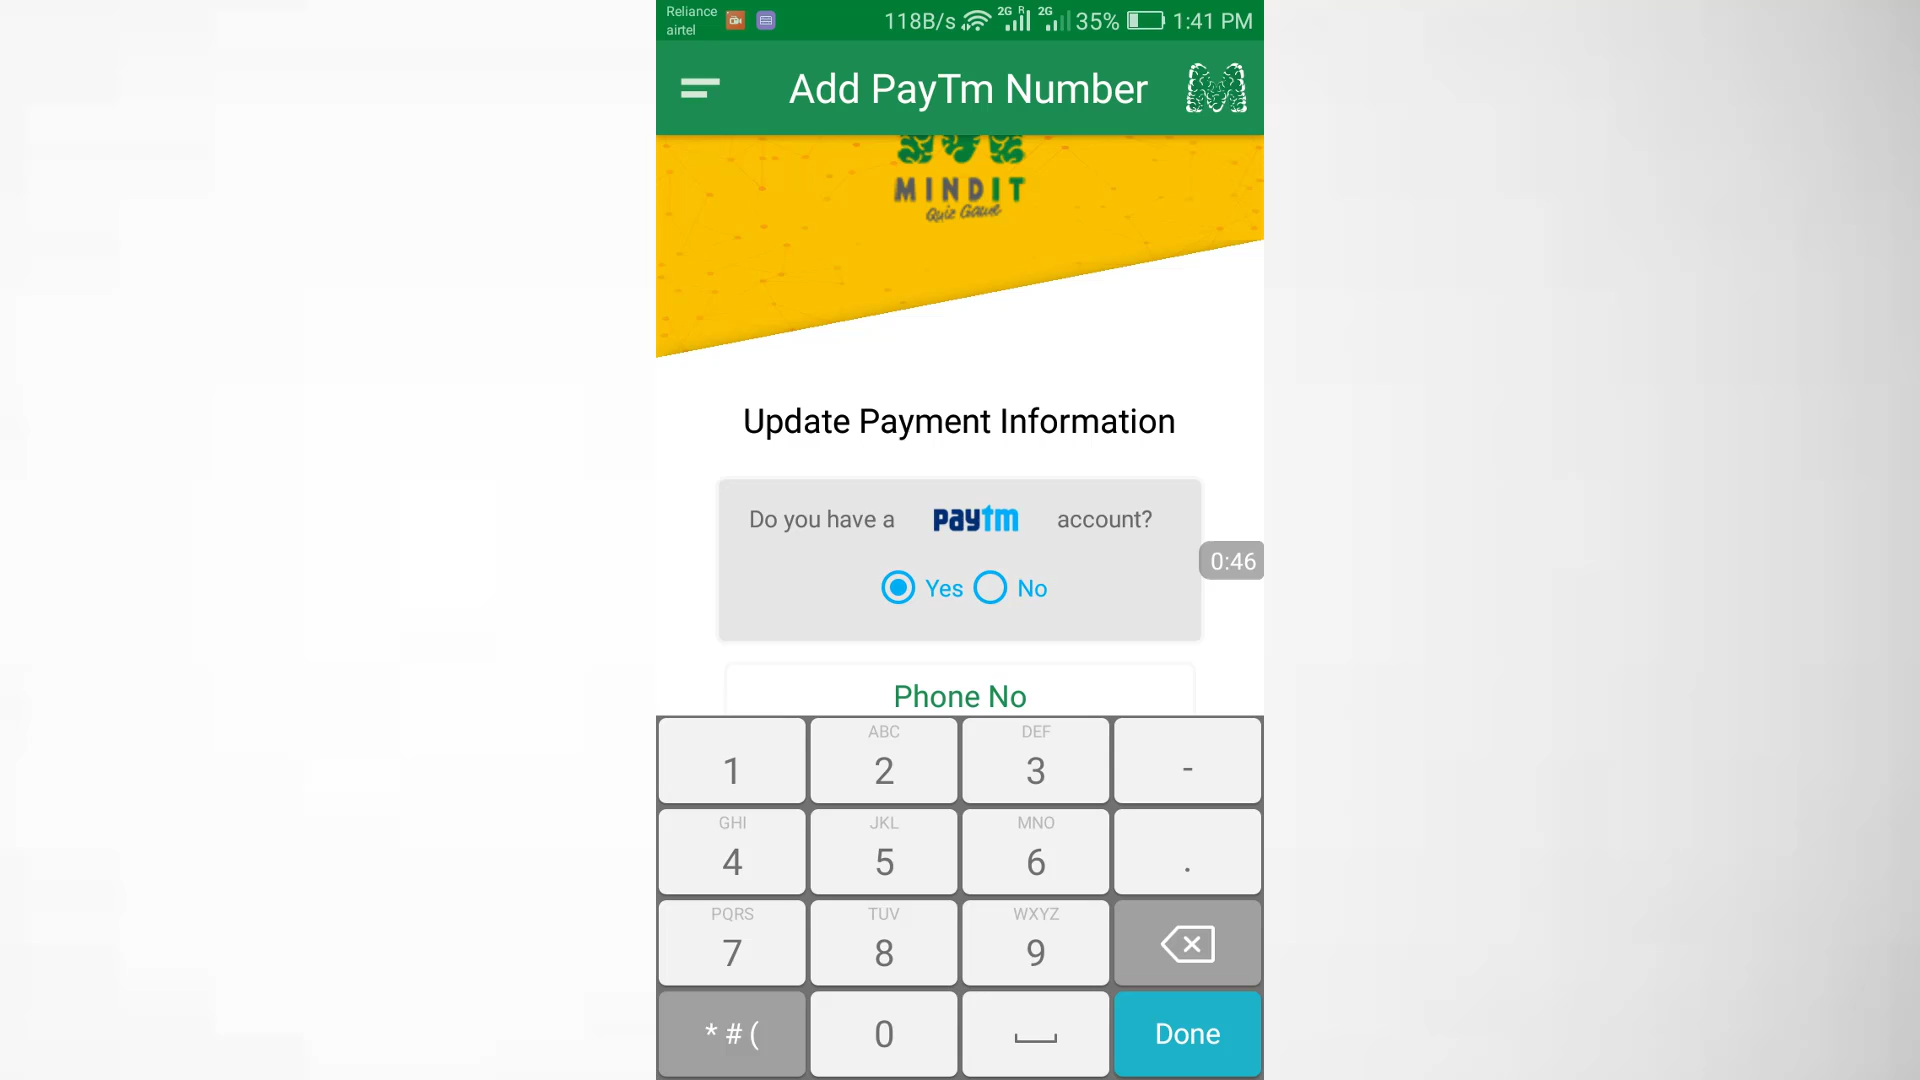 Reliance
airtel
118B/s 2G R 2G 35% 1:41 PM
Add PayTm Number
MINDIT
Quiz Game
Update Payment Information
Do you have a paytm account?
Yes No
0:46
Phone No
ABC DEF
1 2 3 -
GHI JKL MNO
4 5 6 .
PQRS TUV WXYZ
7 8 9
* # ( 0 Done